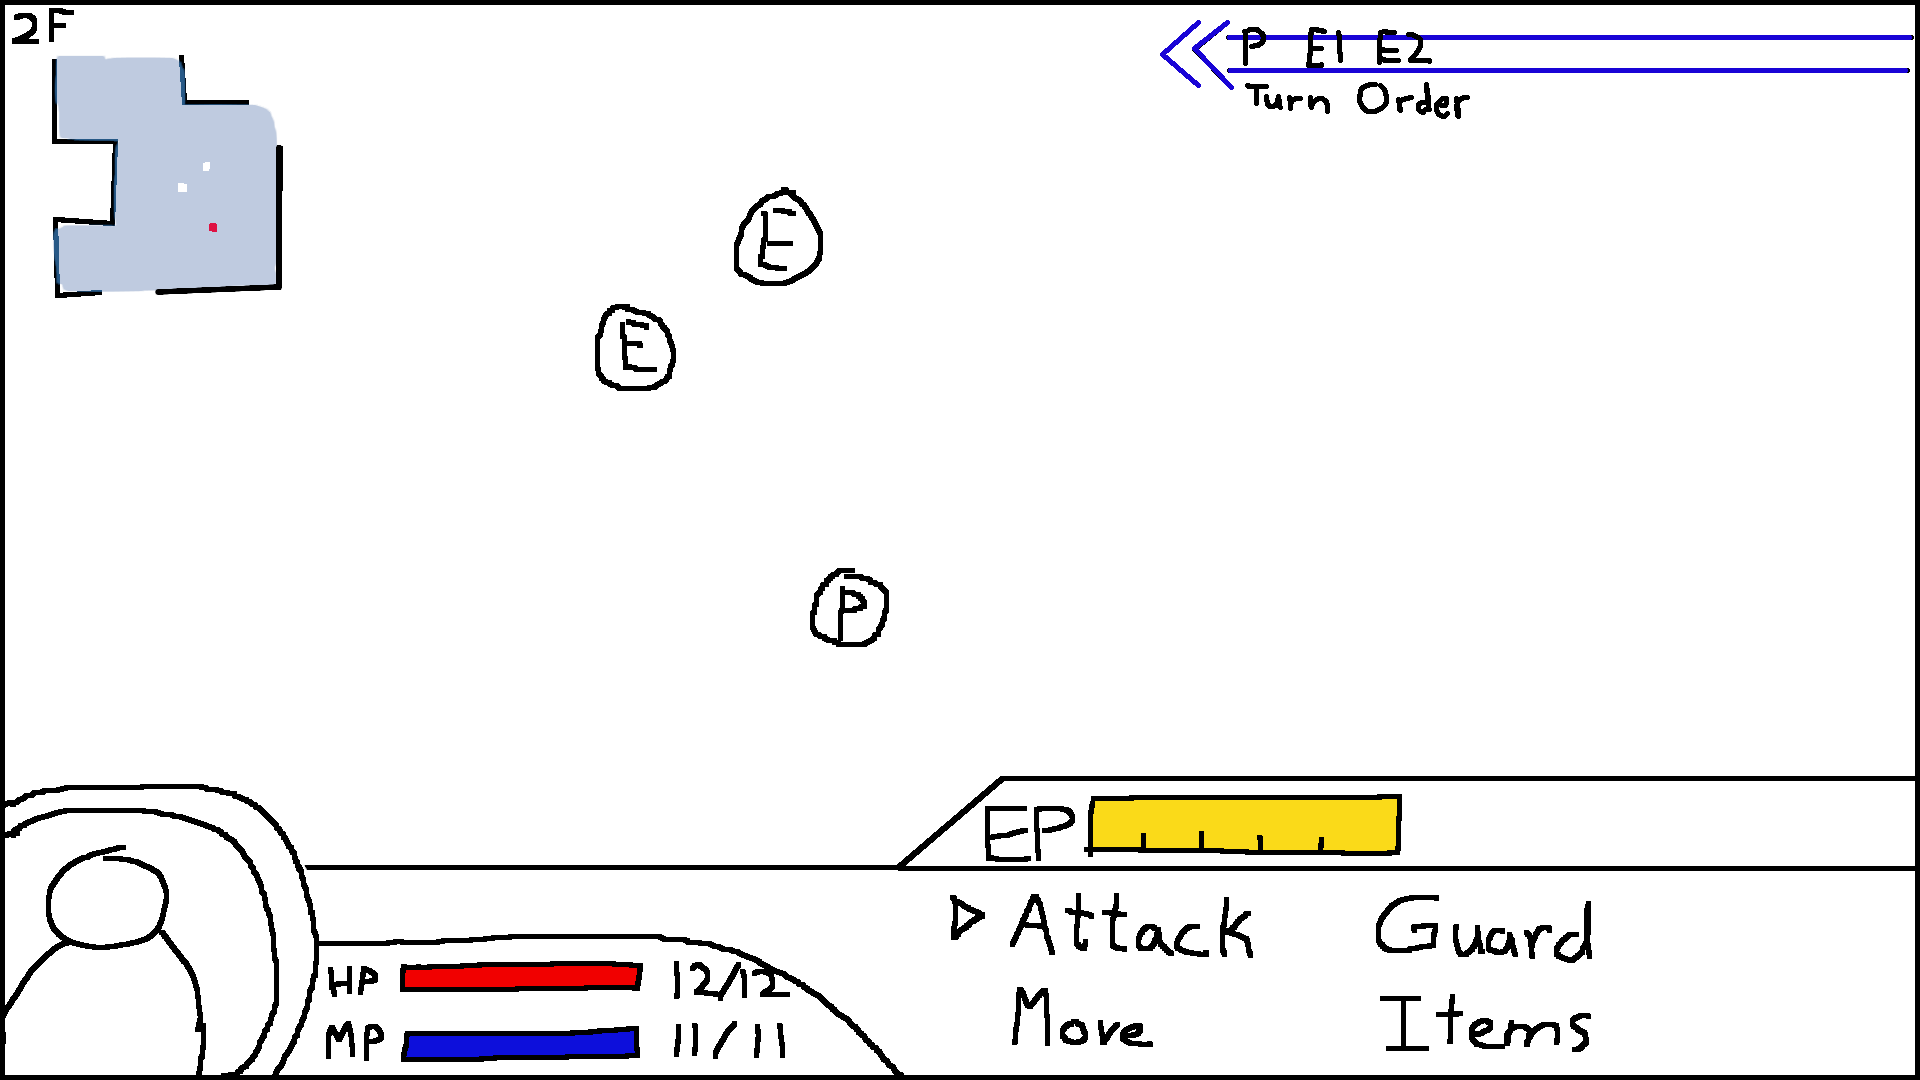 2F
P E1 E2
Turn Order
E
E
P
EP
Attack Guard
Move Items
HP 12/12
MP 11/11